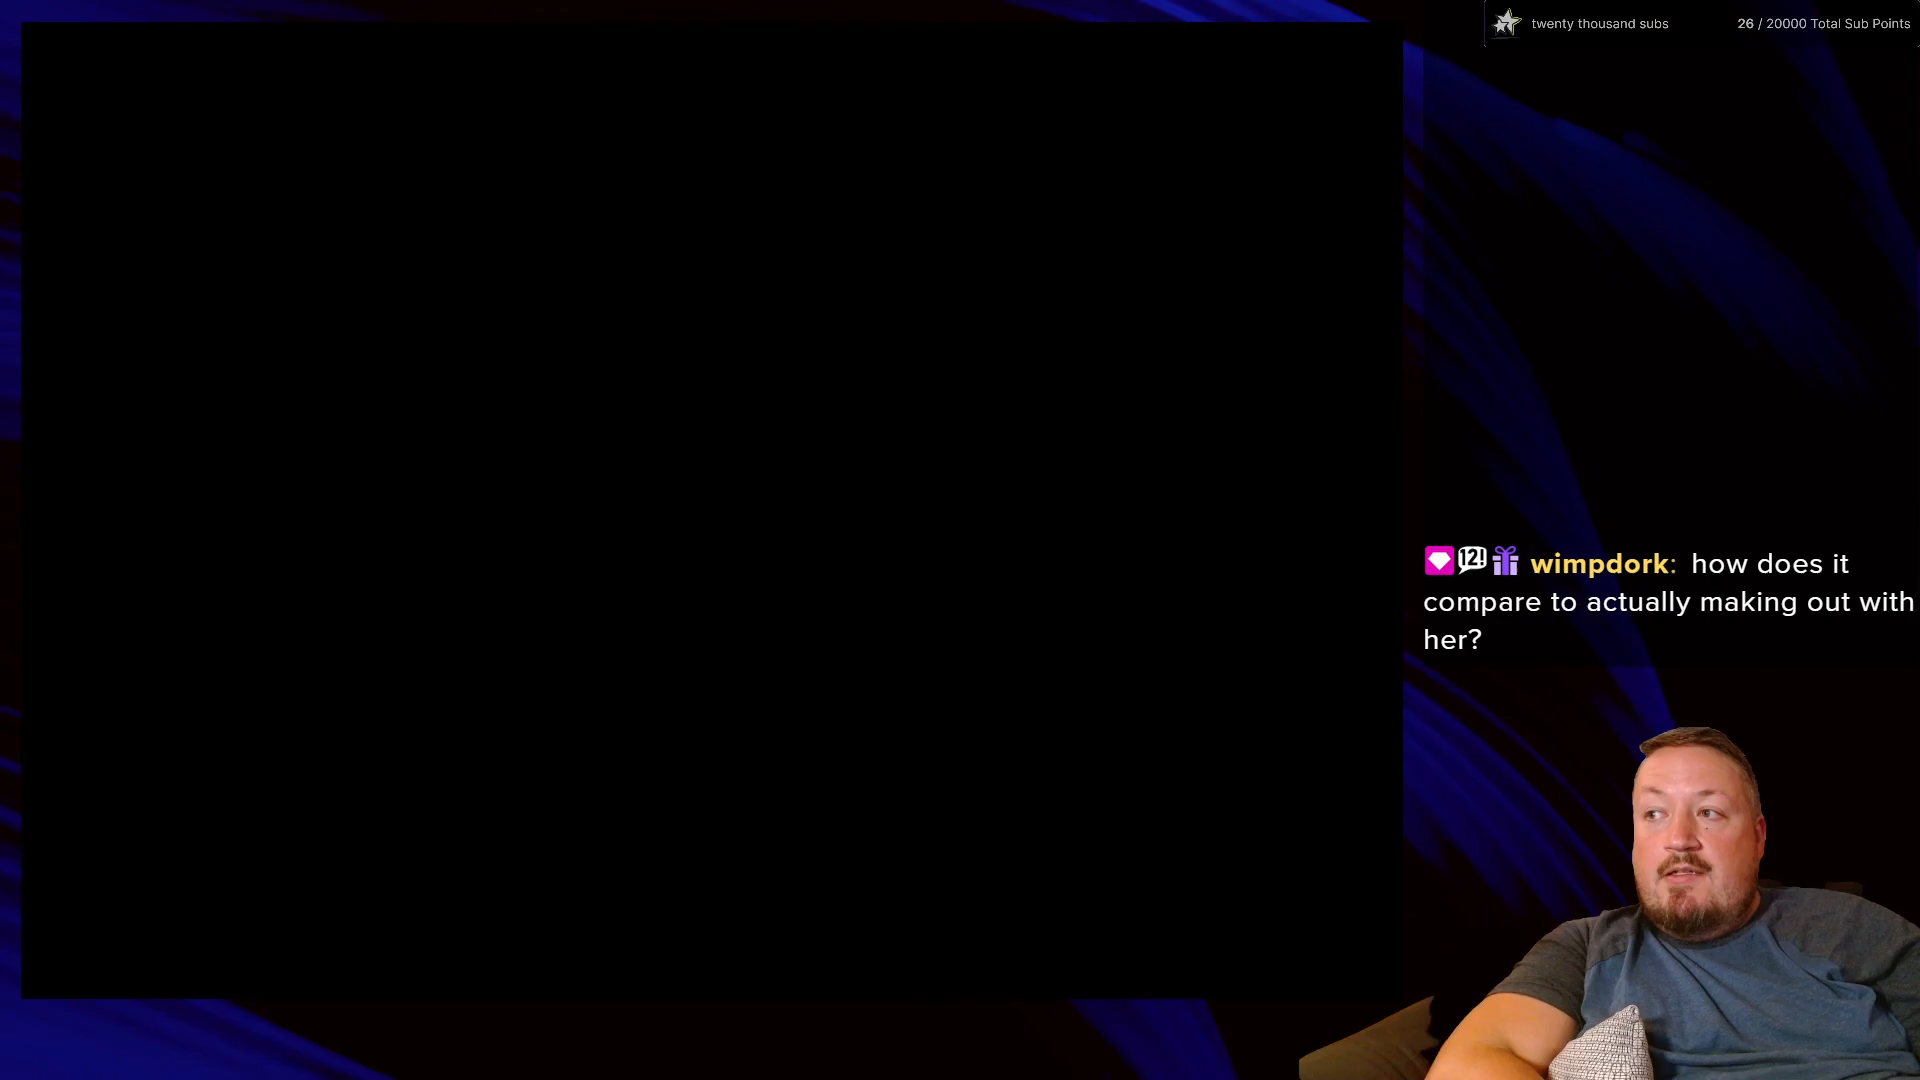 twenty thousand subs 26 / 20000 Total Sub Points
12! wimpdork: how does it
compare to actually making out with
her?